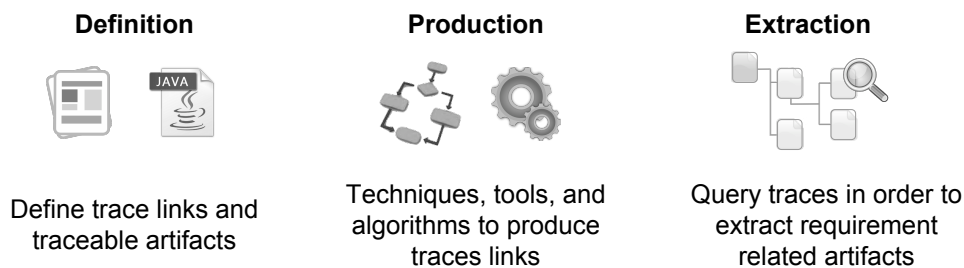 Definition
Production
Extraction
JAVA
Define trace links and
traceable artifacts
Techniques, tools, and
algorithms to produce
traces links
Query traces in order to
extract requirement
related artifacts